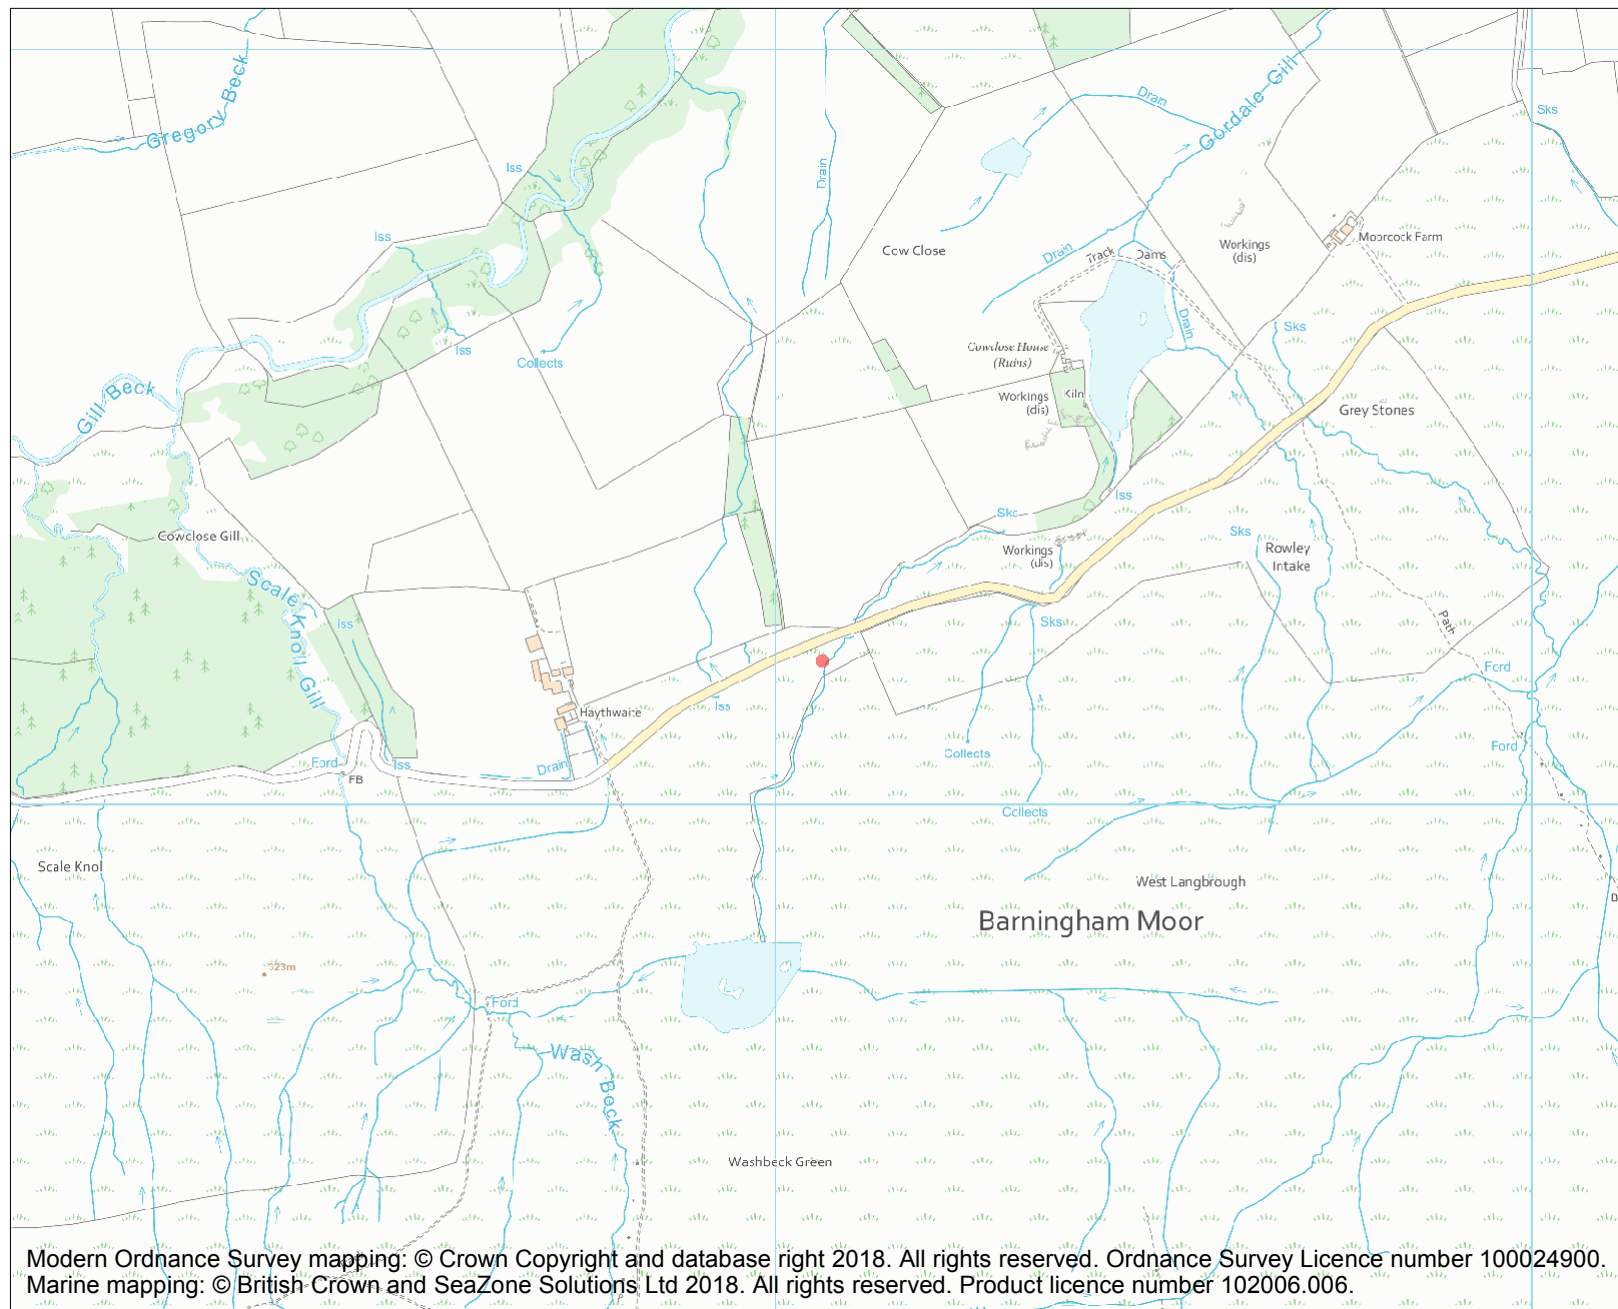 Gregory Beck
Drain
Gordale Gill
Sks
Iss
Drain
Iss
Cow Close
Drain
Track
Dams
Workings
(dis)
Moorcock Farm
Drain
Sks
Iss
Collects
Cowclose House
(Ruins)
Gill Beck
Workings
(dis)
Kiln
Grey Stones
Iss
Sks
Cowclose Gill
Workings
(dis)
Sks
Rowley
Intake
Scale Knoll Gill
Iss
Sks
Path
Ford
Haythwaite
Iss
Ford
Iss
Drain
FB
Collects
Ford
Collects
Scale Knol
West Langbrough
Barningham Moor
323m
Ford
Wash Beck
Washbeck Green
Modern Ordnance Survey mapping: © Crown Copyright and database right 2018. All rights reserved. Ordnance Survey Licence number 100024900.
Marine mapping: © British Crown and SeaZone Solutions Ltd 2018. All rights reserved. Product licence number 102006.006.